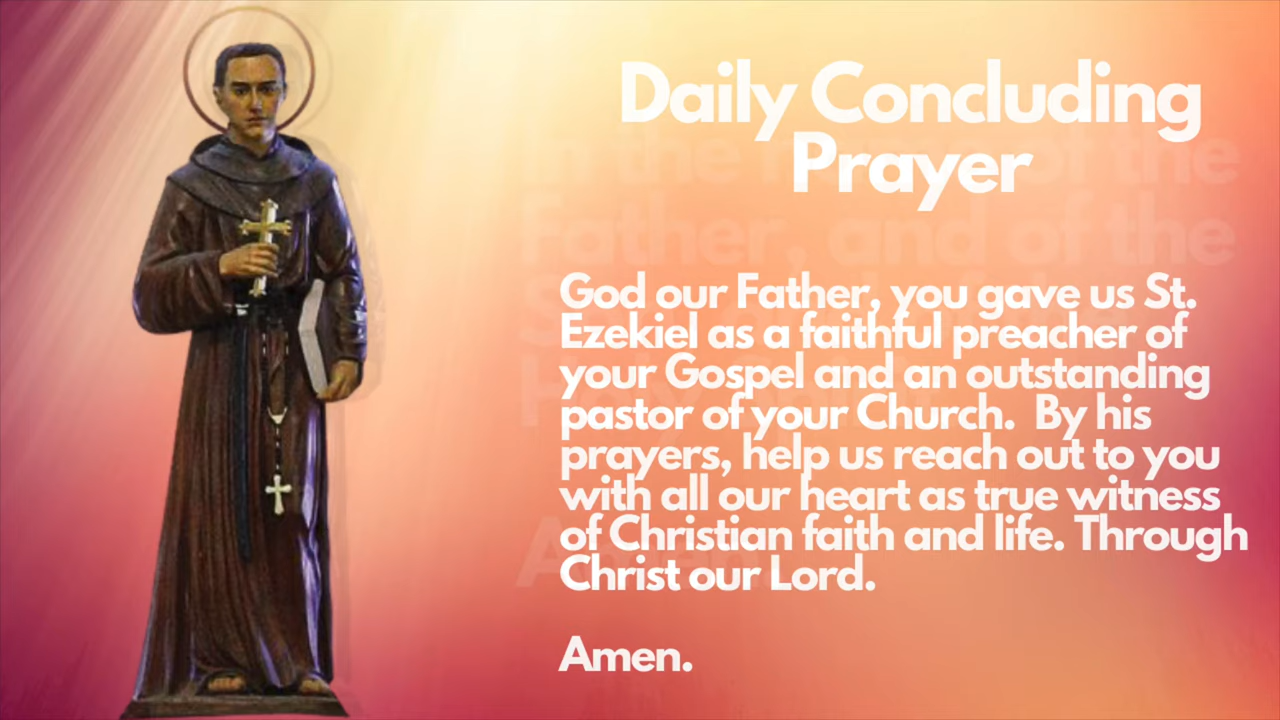 Daily Concluding
Prayer
God our Father, you gave us St.
Ezekiel as a faithful preacher of
your Gospel and an outstanding
pastor of your Church.  By his
prayers, help us reach out to you
with all our heart as true witness
of Christian faith and life. Through
Christ our Lord.
Amen.